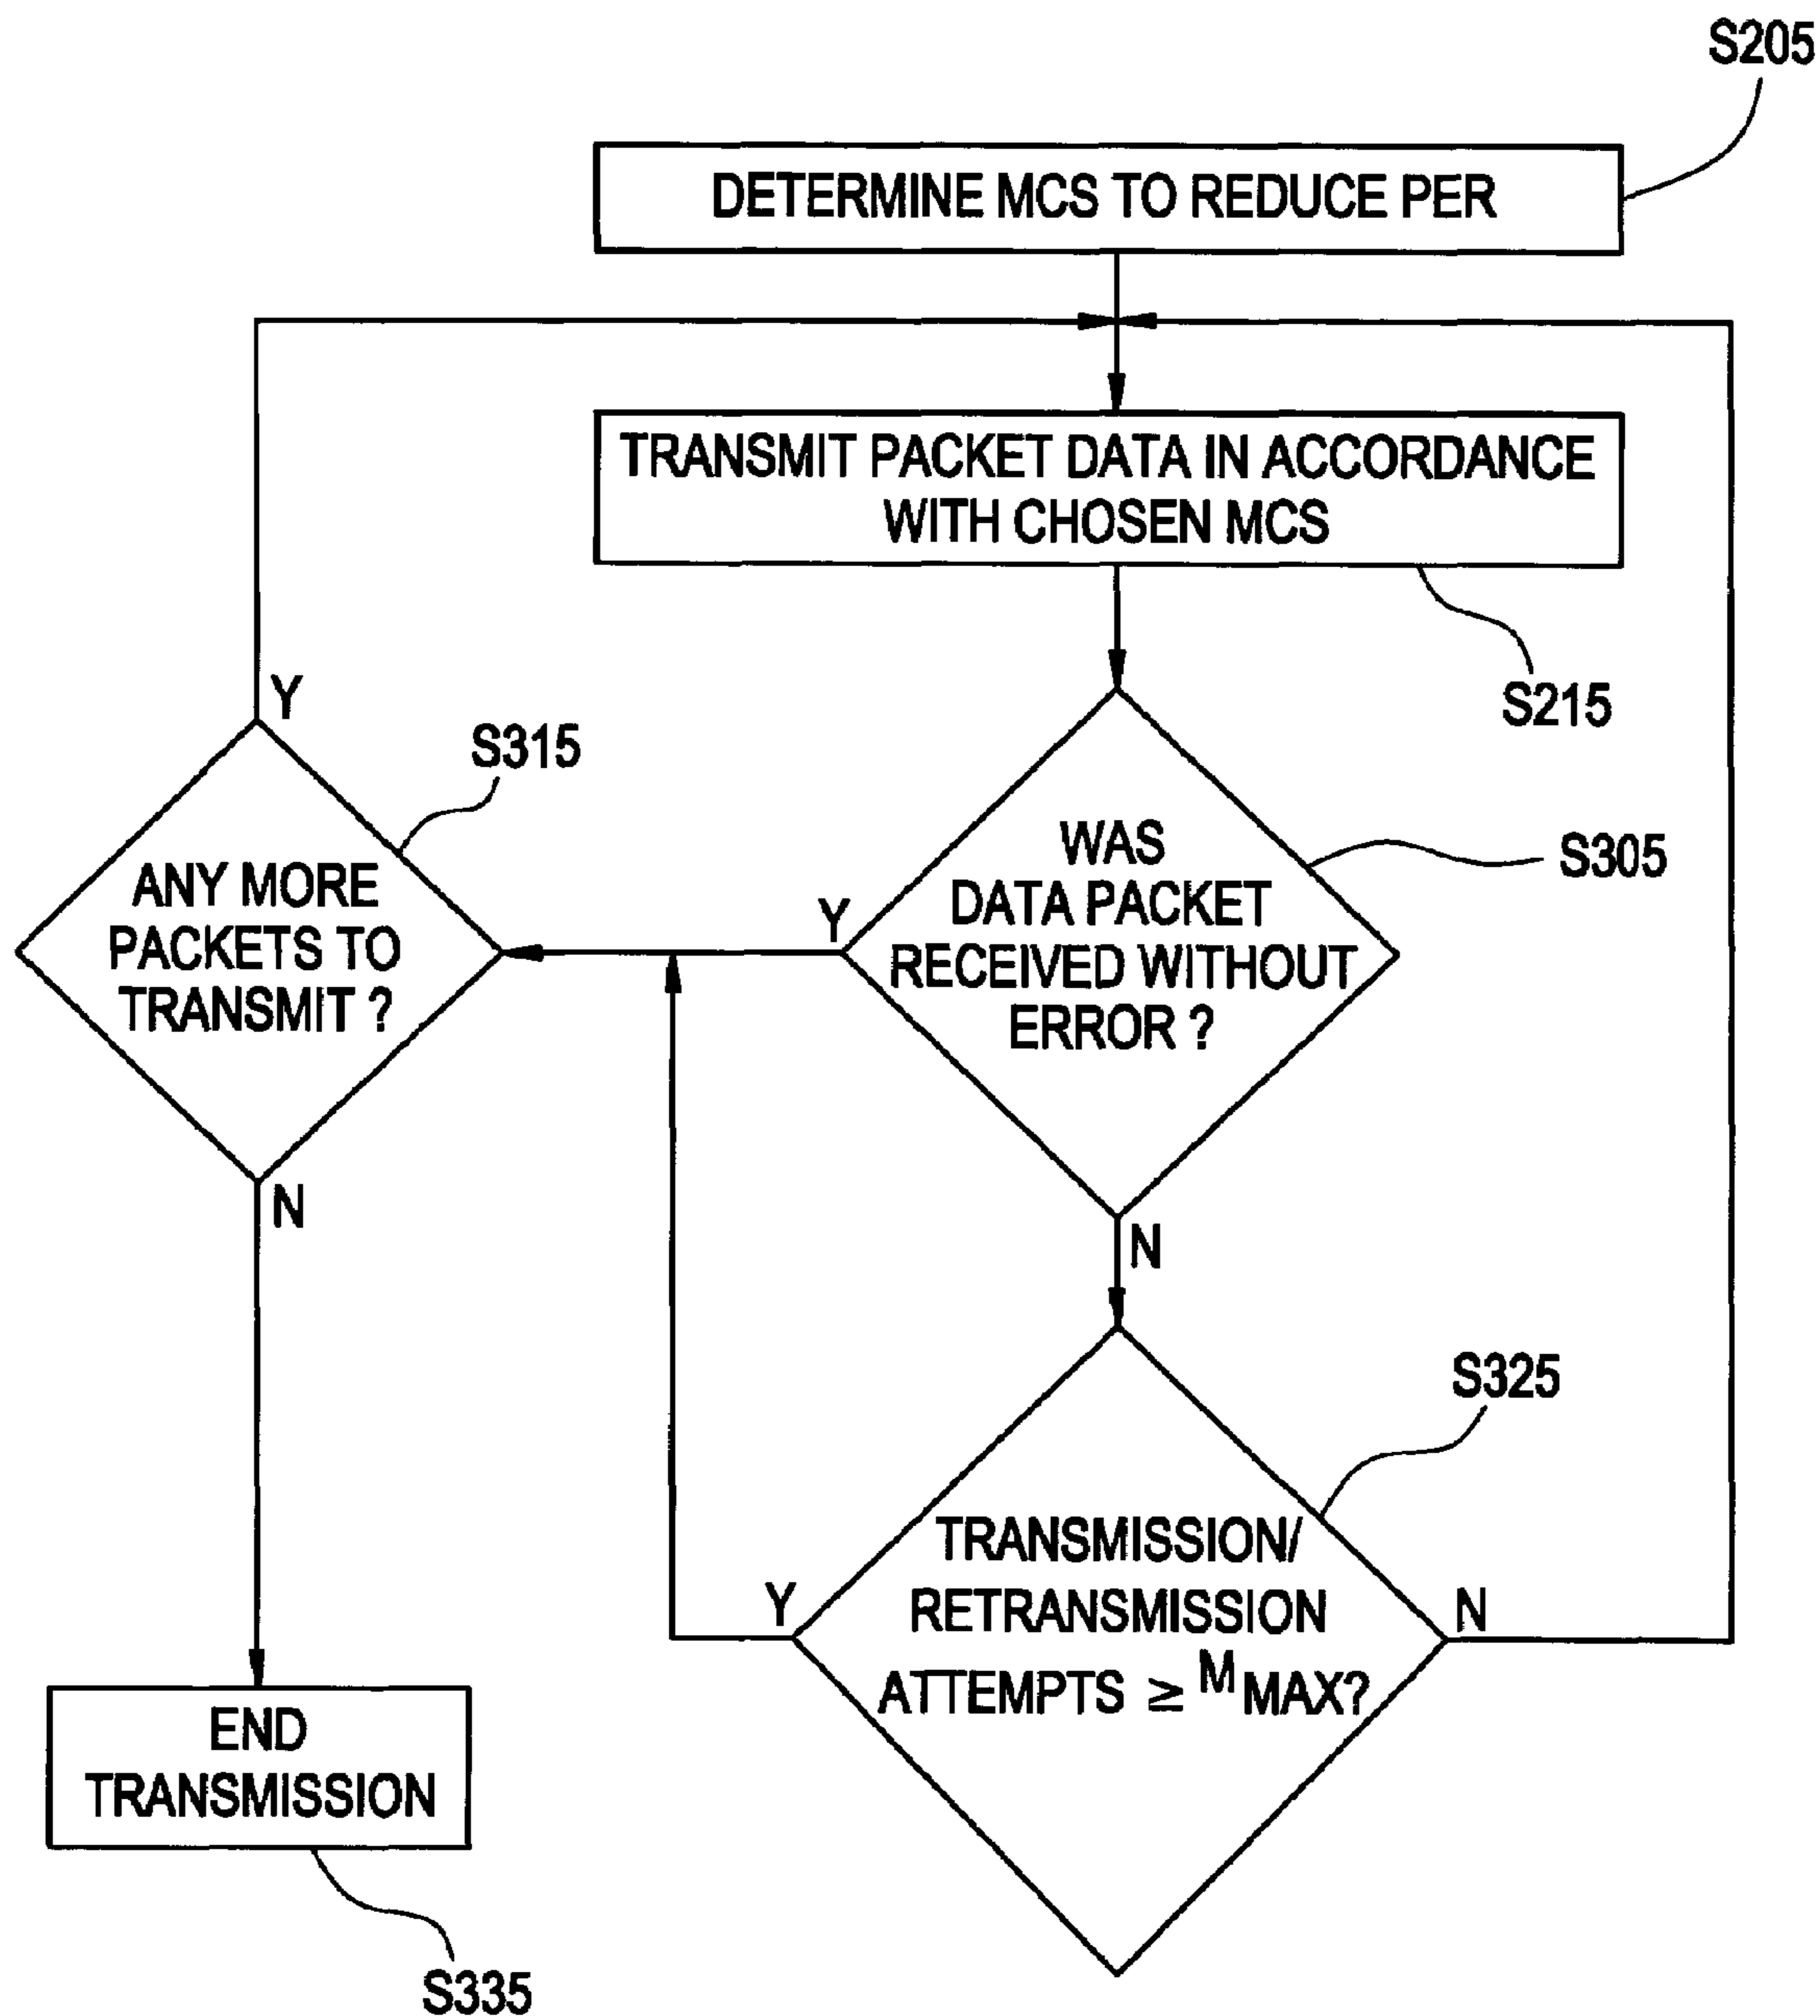 S205
DETERMINE MCS TO REDUCE PER
TRANSMIT PACKET DATA IN ACCORDANCE
WITH CHOSEN MCS
S215
Y
S315
ANY MORE
PACKETS TO
TRANSMIT ?
N
Y
WAS
DATA PACKET
RECEIVED WITHOUT
ERROR ?
S305
N
S325
TRANSMISSION/
RETRANSMISSION
ATTEMPTS ≥ MMAX?
Y
N
END
TRANSMISSION
S335